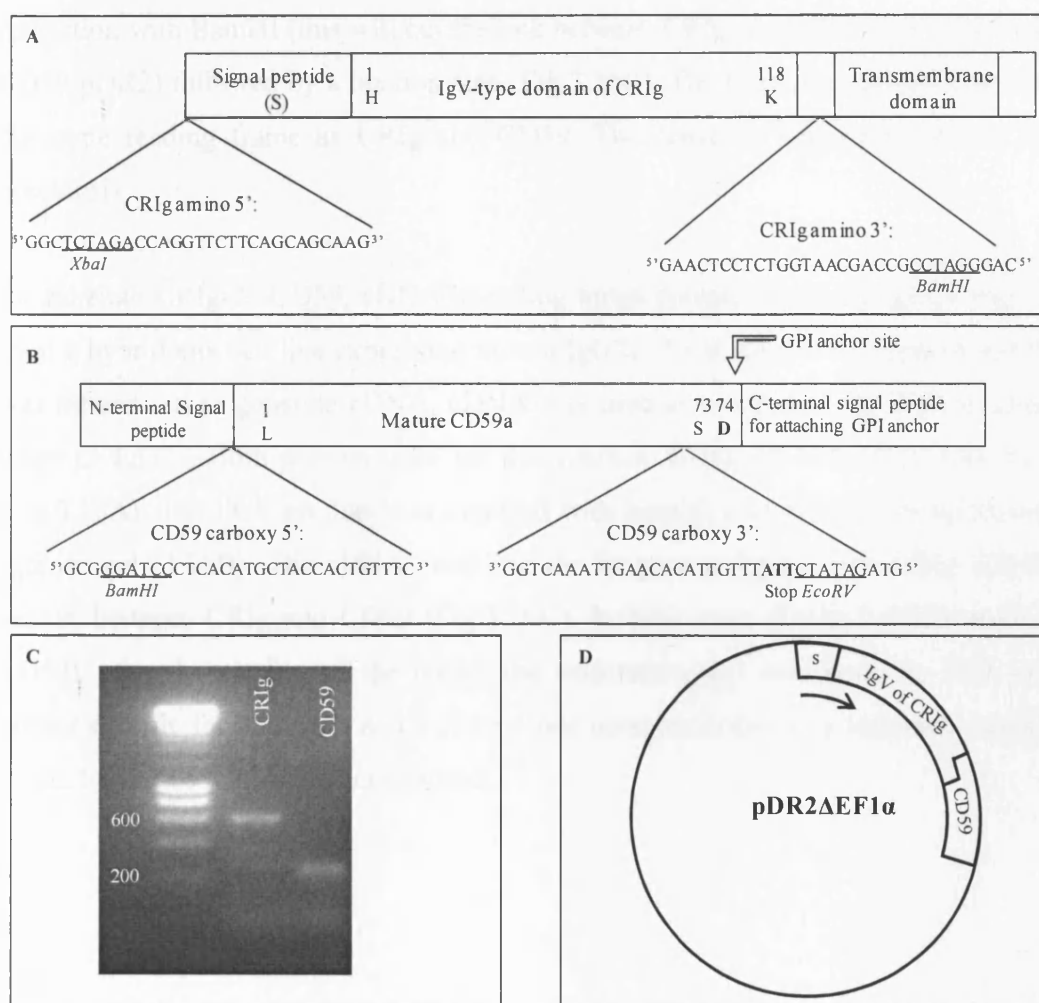 A
Signal peptide
(S)
1
H
IgV-type domain of CRIg
118
K
Transmembrane
domain
CRIg amino 5':
5'GGCTCTAGACCAGGTTCTTCAGCAGCAAG3'
XbaI
CRIg amino 3':
5'GAACTCCTCTGGTAACGACCGCCTAGGGGAC5'
BamHI
B
GPI anchor site
N-terminal Signal
peptide
1
L
Mature CD59a
73 74
S D
C-terminal signal peptide
for attaching GPI anchor
CD59 carboxy 5':
5'GCGGGATCCCTCACATGCTACCACTGTTTC3'
BamHI
CD59 carboxy 3':
3'GGTCAAATTGAACACATTGTTTATTCTATAGATG5'
Stop EcoRV
C
CRIg
CD59
600
200
D
S
IgV of CRIg
CD59
pDR2ΔEF1α